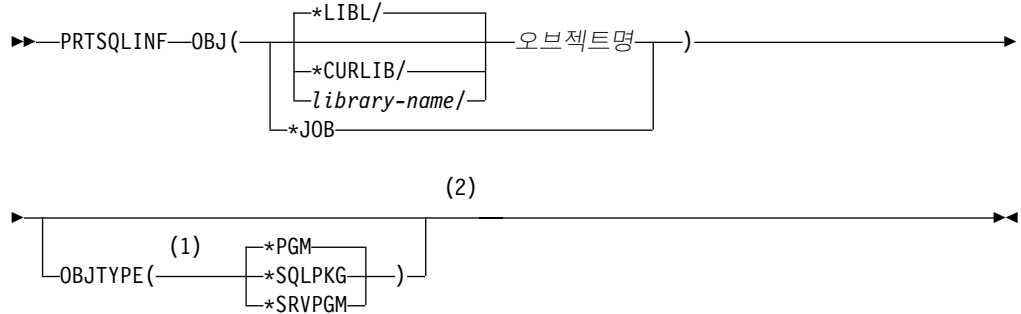 *LIBL/
PRTSQLINF OBJ( 오브젝트명 )
*CURLIB/
library-name/
*JOB
(2)
(1) *PGM
OBJTYPE( *SQLPKG )
*SRVPGM